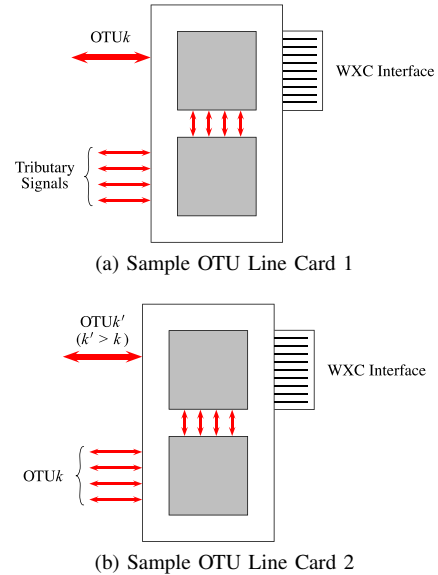 OTUk
WXC Interface
Tributary
Signals
(a) Sample OTU Line Card 1
OTUk′
(k′ > k)
WXC Interface
OTUk
(b) Sample OTU Line Card 2